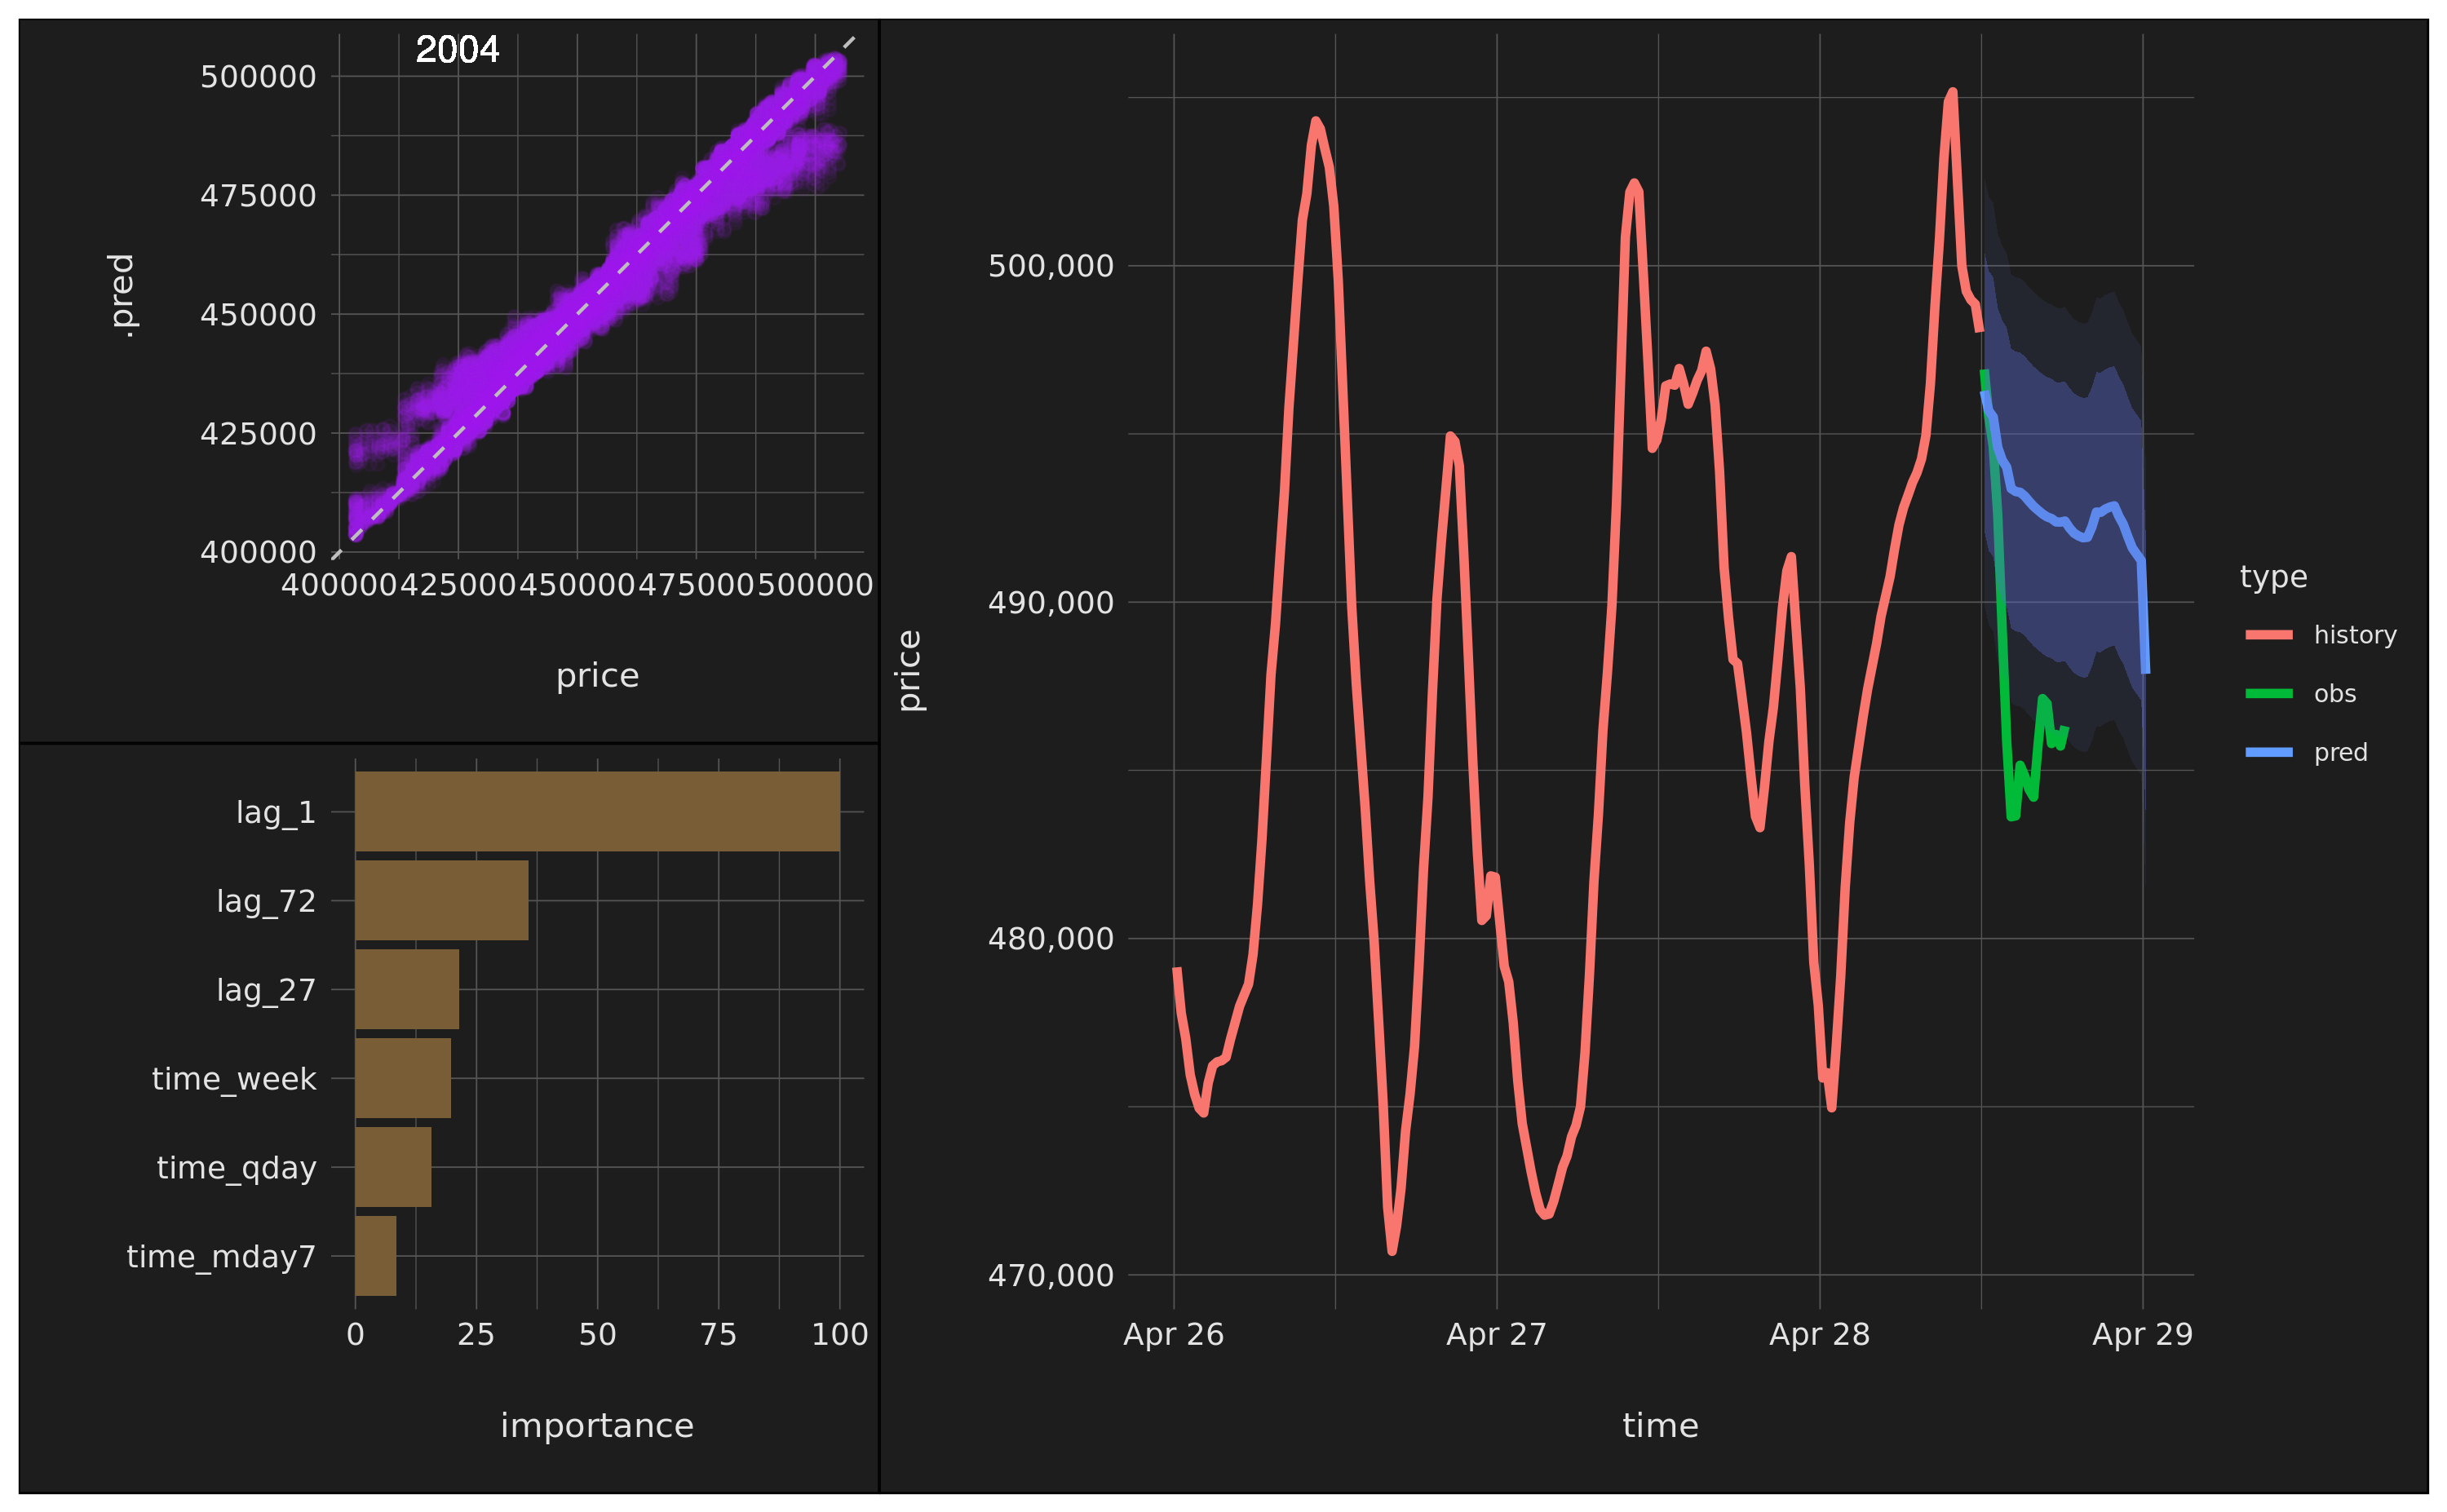 2004
500000
475000
450000
425000
400000
.pred
400000 425000 450000 475000 500000
price
lag_1
lag_72
lag_27
time_week
time_qday
time_mday7
0 25 50 75 100
importance
500,000
490,000
480,000
470,000
price
Apr 26 Apr 27 Apr 28 Apr 29
time
type
history
obs
pred